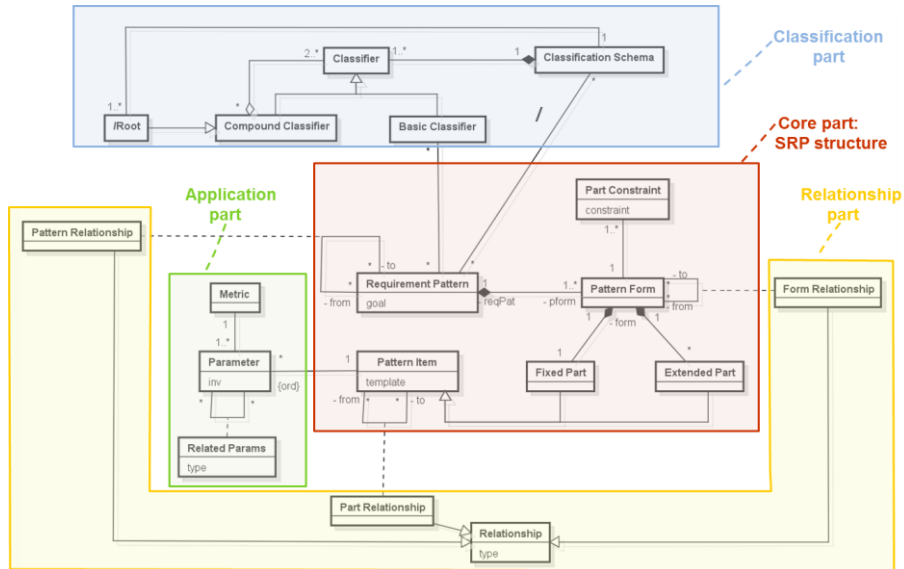 1
Classifier
2..*
1..*
1
Classification Schema
*
*
1..*
/Root
Compound Classifier
Basic Classifier
/
*
Classification
part
Core part:
SRP structure
Application
part
Relationship
part
Part Constraint
constraint
1..*
1
Pattern Relationship
* - to
*
*
* - from
Requirement Pattern
goal
1
- reqPat
1..*
- pform
Pattern Form
- to
*
*
- from
Form Relationship
1
- form
1
1
*
Fixed Part
Extended Part
Metric
1
1..*
Parameter
inv
*
{ord}
1
Pattern Item
template
- from
*
*
- to
*
*
Related Params
type
Part Relationship
Relationship
type